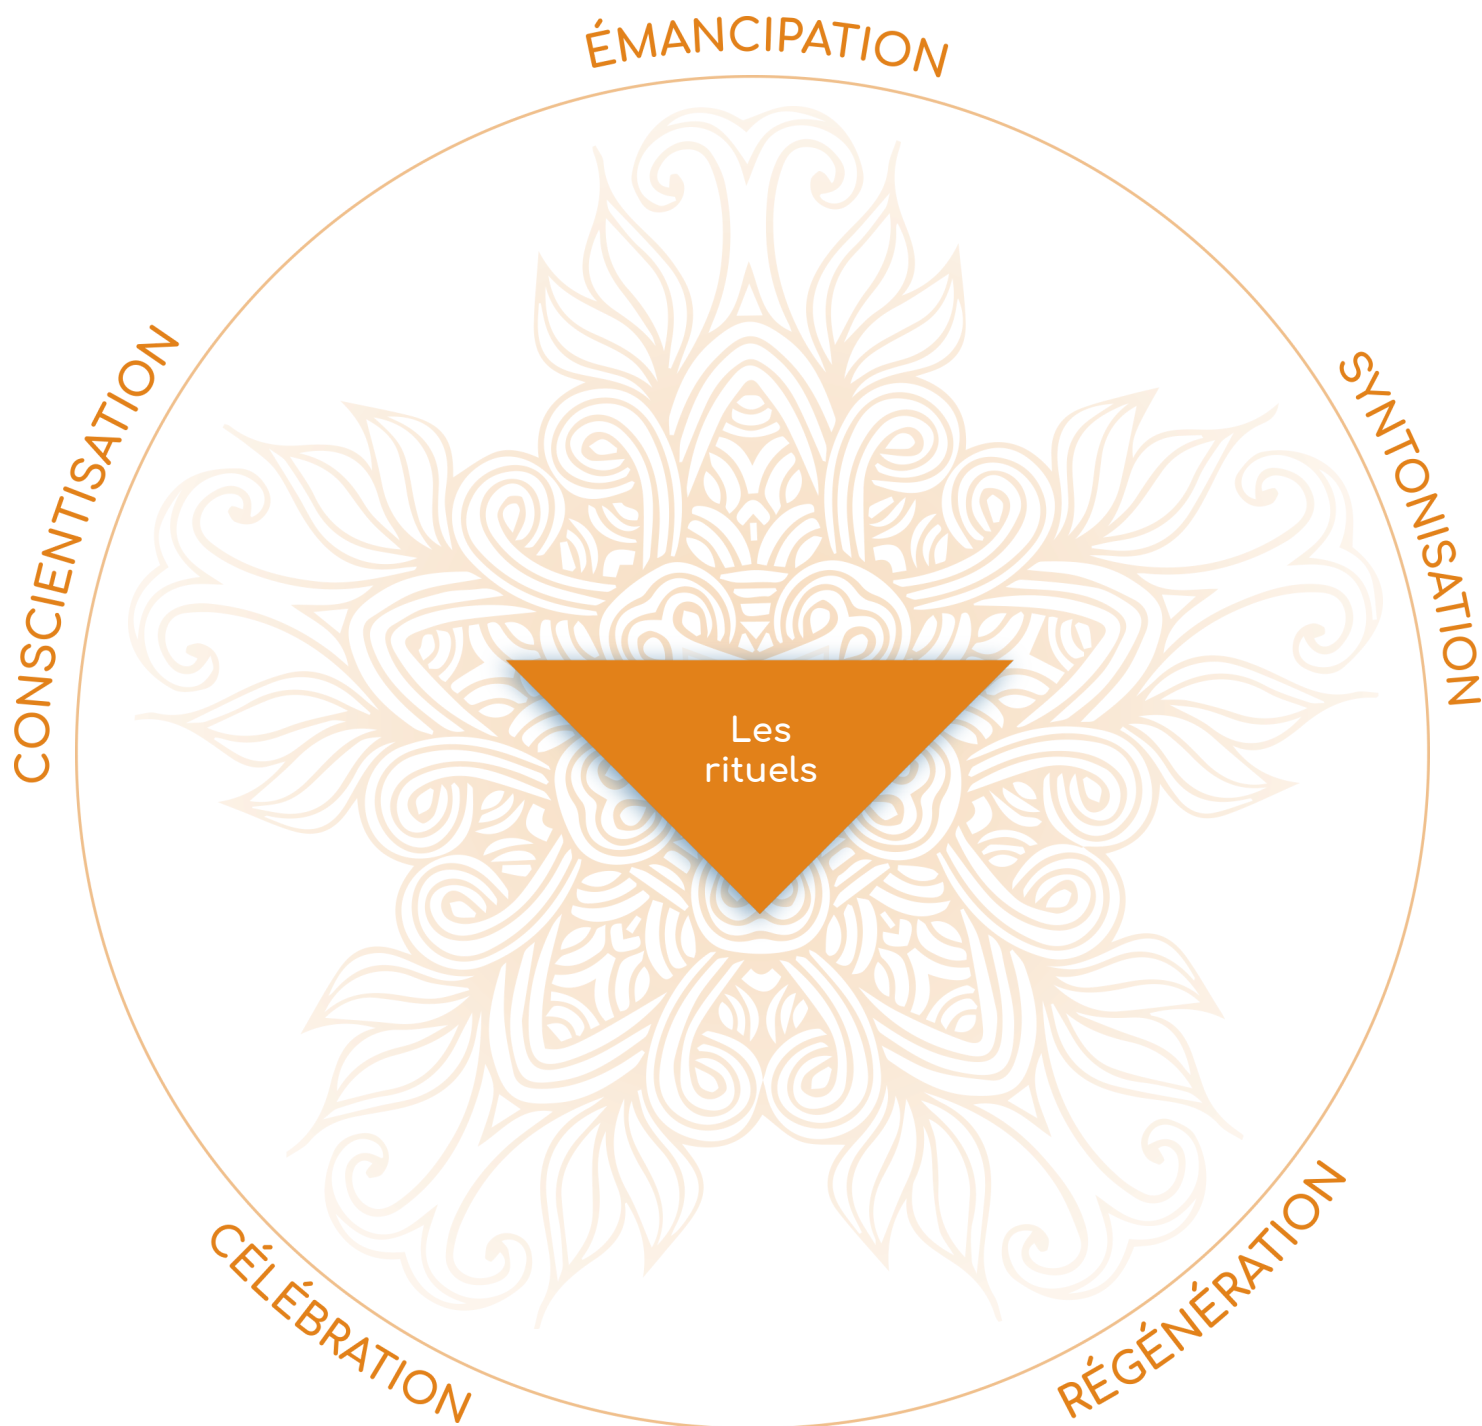 ÉMANCIPATION
SYNTONISATION
CONSCIENTISATION
Les
rituels
CÉLÉBRATION
RÉGÉNÉRATION